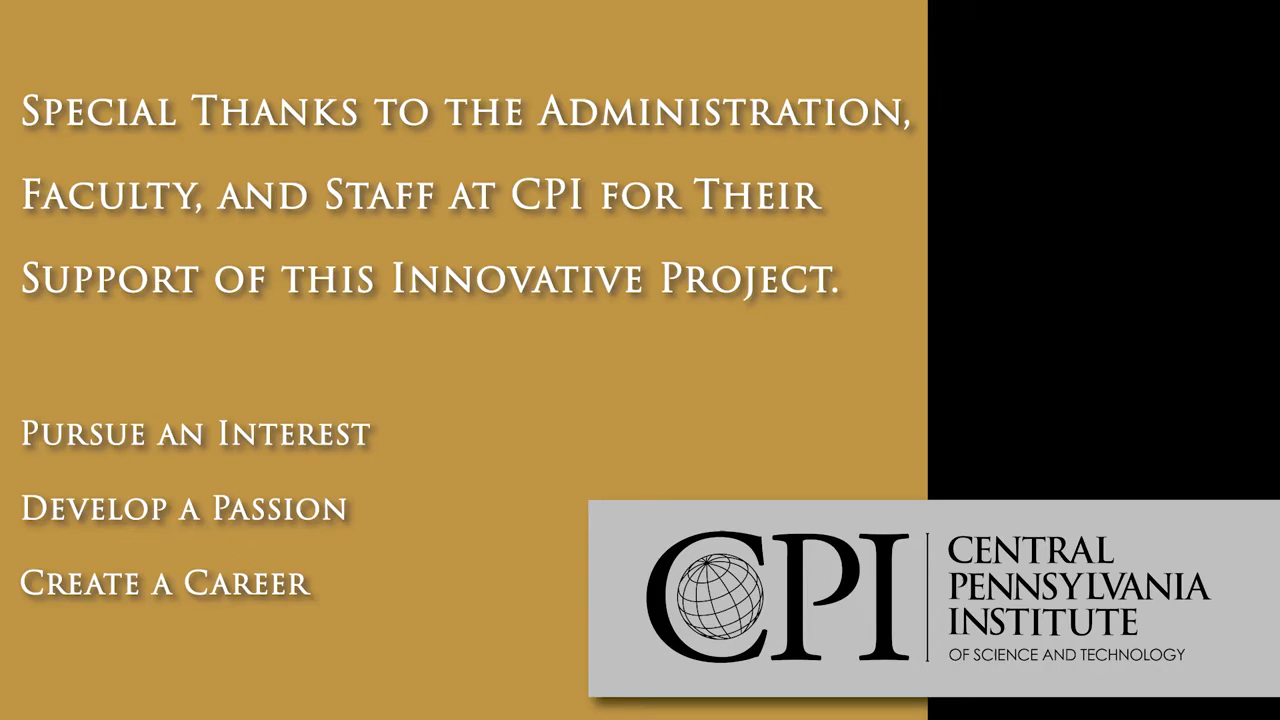 Special Thanks to the Administration,
Faculty, and Staff at CPI for Their
Support of this Innovative Project.
Pursue an Interest
Develop a Passion
Create a Career
CPI
CENTRAL
PENNSYLVANIA
INSTITUTE
OF SCIENCE AND TECHNOLOGY